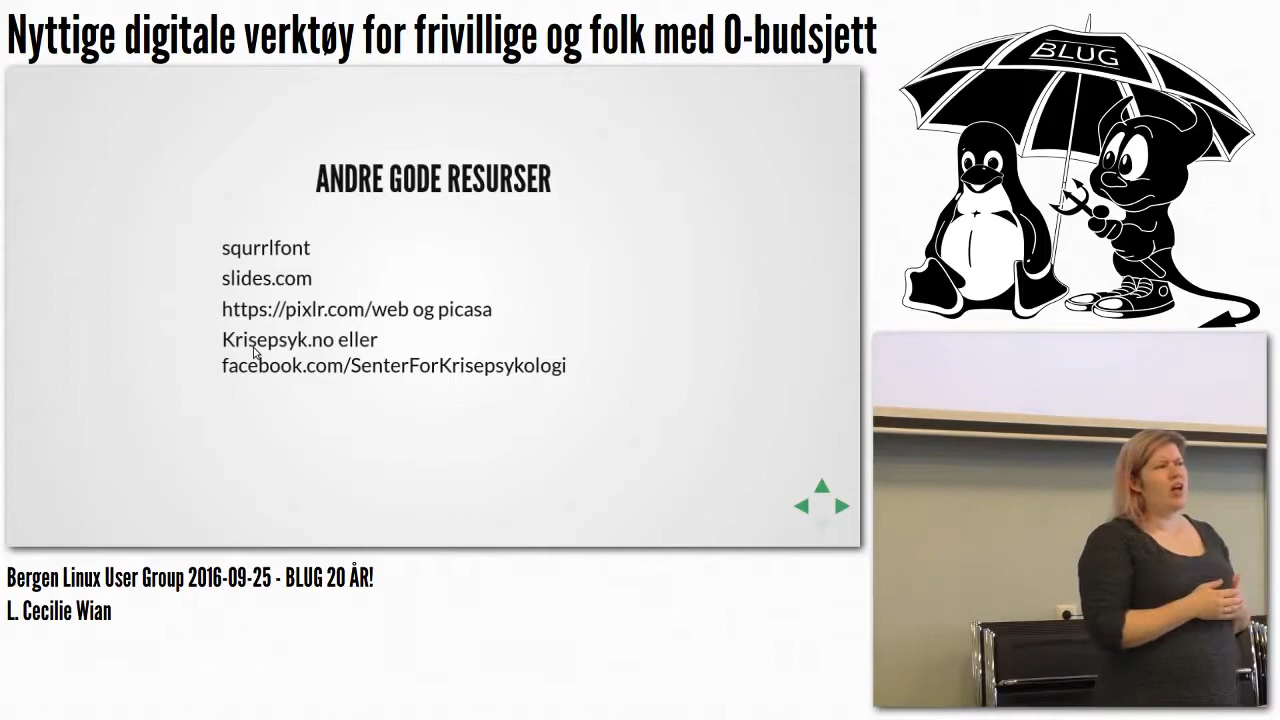 Nyttige digitale verktøy for frivillige og folk med 0-budsjett
BLUG
ANDRE GODE RESURSER
squrrlfont
slides.com
https://pixlr.com/web og picasa
Krisepsyk.no eller
facebook.com/SenterForKrisepsykologi
Bergen Linux User Group 2016-09-25 - BLUG 20 ÅR!
L. Cecilie Wian